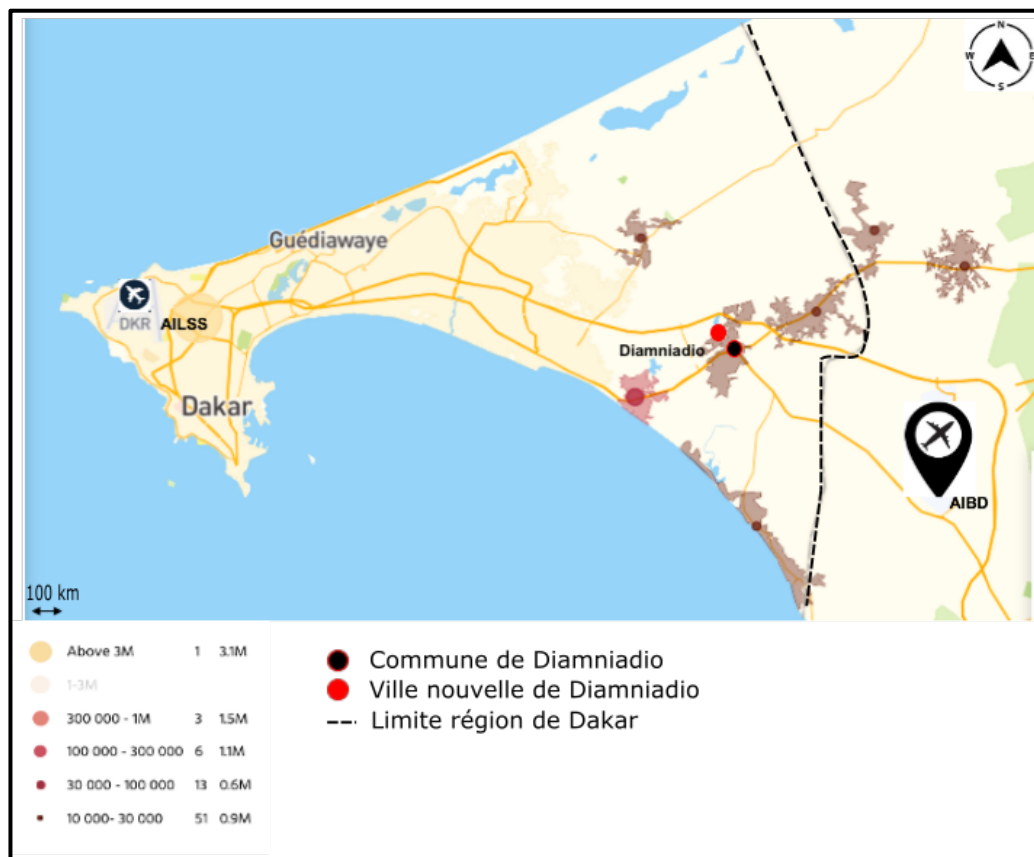 N
W E
S
Guédiawaye
DKR AILSS
Diamniadio
Dakar
AIBD
100 km
Above 3M 1 3.1M
1-3M
300 000 - 1M 3 1.5M
100 000 - 300 000 6 1.1M
30 000 - 100 000 13 0.6M
10 000- 30 000 51 0.9M
Commune de Diamniadio
Ville nouvelle de Diamniadio
Limite région de Dakar